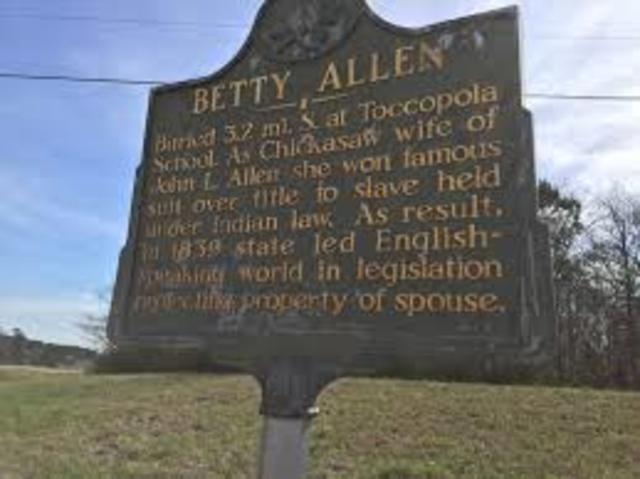 BETTY ALLEN
Buried 3.2 mi. S. at Toccopola
School. As Chickasaw wife of
John L. Allen she won famous
suit over title to slave held
under Indian law. As result,
in 1839 state led English-
speaking world in legislation
protecting property of spouse.